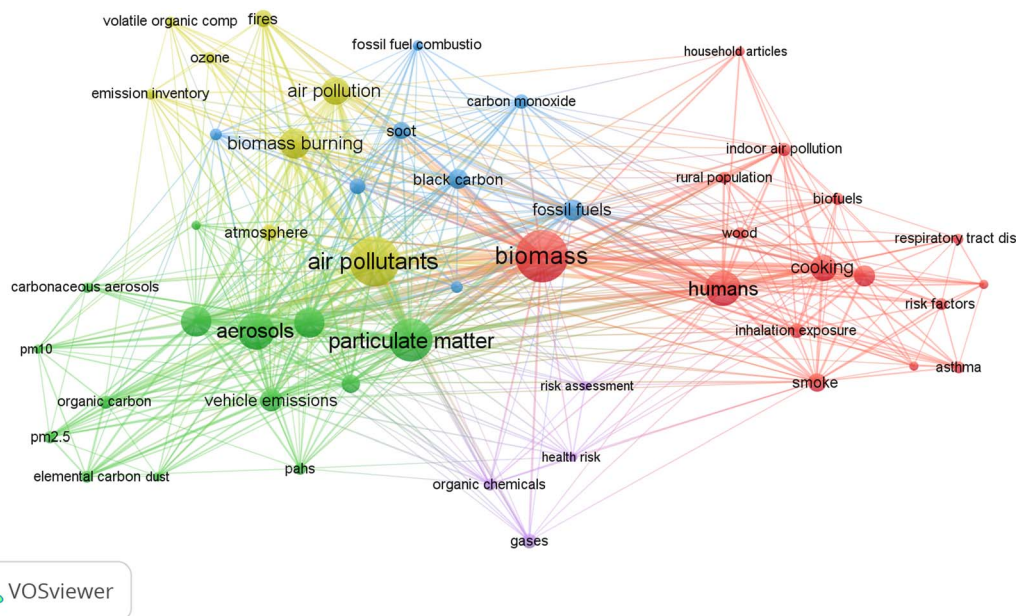 volatile organic comp
fires
ozone
fossil fuel combustio
household articles
emission inventory
air pollution
carbon monoxide
soot
biomass burning
indoor air pollution
black carbon
rural population
biofuels
fossil fuels
atmosphere
wood
respiratory tract dis
air pollutants
biomass
cooking
carbonaceous aerosols
humans
risk factors
aerosols
particulate matter
inhalation exposure
pm10
asthma
risk assessment
smoke
organic carbon
vehicle emissions
pm2.5
health risk
elemental carbon
dust
pahs
organic chemicals
gases
VOSviewer